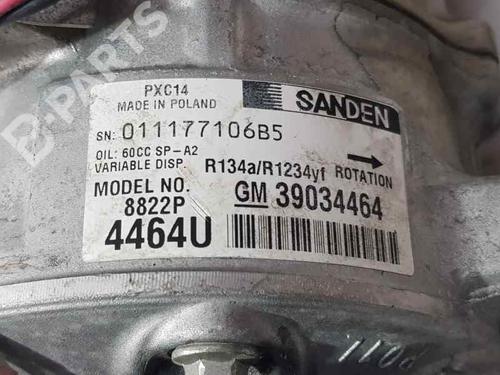 PXC14
MADE IN POLAND
SANDEN
SN: 011177106B5
OIL: 60CC SP-A2
VARIABLE DISP.
R134a/R1234yf ROTATION
MODEL NO.
8822P
GM 39034464
4464U